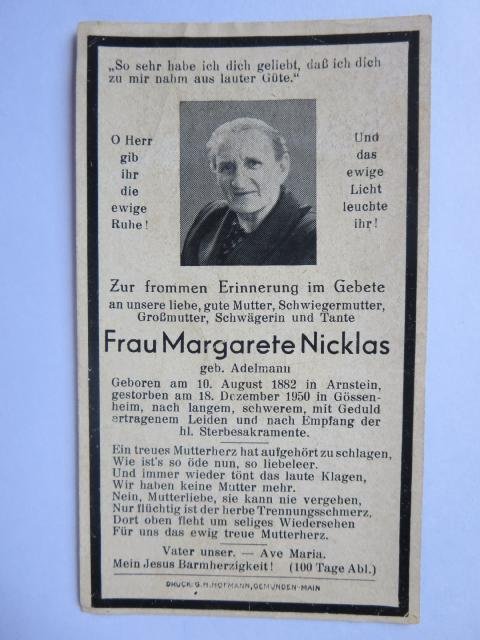 „So sehr habe ich dich geliebt, daß ich dich
zu mir nahm aus lauter Güte.“
O Herr
gib
ihr
die
ewige
Ruhe!
Und
das
ewige
Licht
leuchte
ihr!
Zur frommen Erinnerung im Gebete
an unsere liebe, gute Mutter, Schwiegermutter,
Großmutter, Schwägerin und Tante
Frau Margarete Nicklas
geb. Adelmann
Geboren am 10. August 1882 in Arnstein,
gestorben am 18. Dezember 1950 in Gössen-
heim, nach langem, schwerem, mit Geduld
ertragenem Leiden und nach Empfang der
hl. Sterbesakramente.
Ein treues Mutterherz hat aufgehört zu schlagen,
Wie ist's so öde nun, so liebeleer.
Und immer wieder tönt das laute Klagen,
Wir haben keine Mutter mehr.
Nein, Mutterliebe, sie kann nie vergehen,
Nur flüchtig ist der herbe Trennungsschmerz,
Dort oben fleht um seliges Wiedersehen
Für uns das ewig treue Mutterherz.
Vater unser. — Ave Maria.
Mein Jesus Barmherzigkeit! (100 Tage Abl.)
DRUCK: G. H. HOFMANN, GEMÜNDEN-MAIN